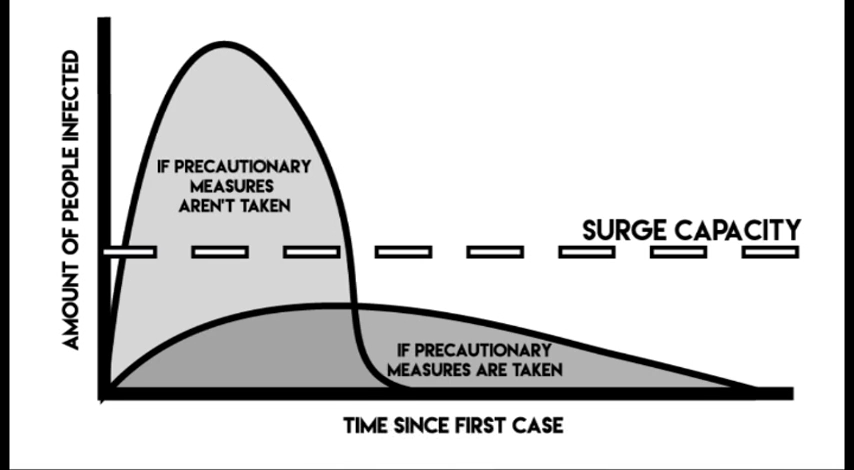 AMOUNT OF PEOPLE INFECTED
IF PRECAUTIONARY
MEASURES
AREN'T TAKEN
SURGE CAPACITY
IF PRECAUTIONARY
MEASURES ARE TAKEN
TIME SINCE FIRST CASE